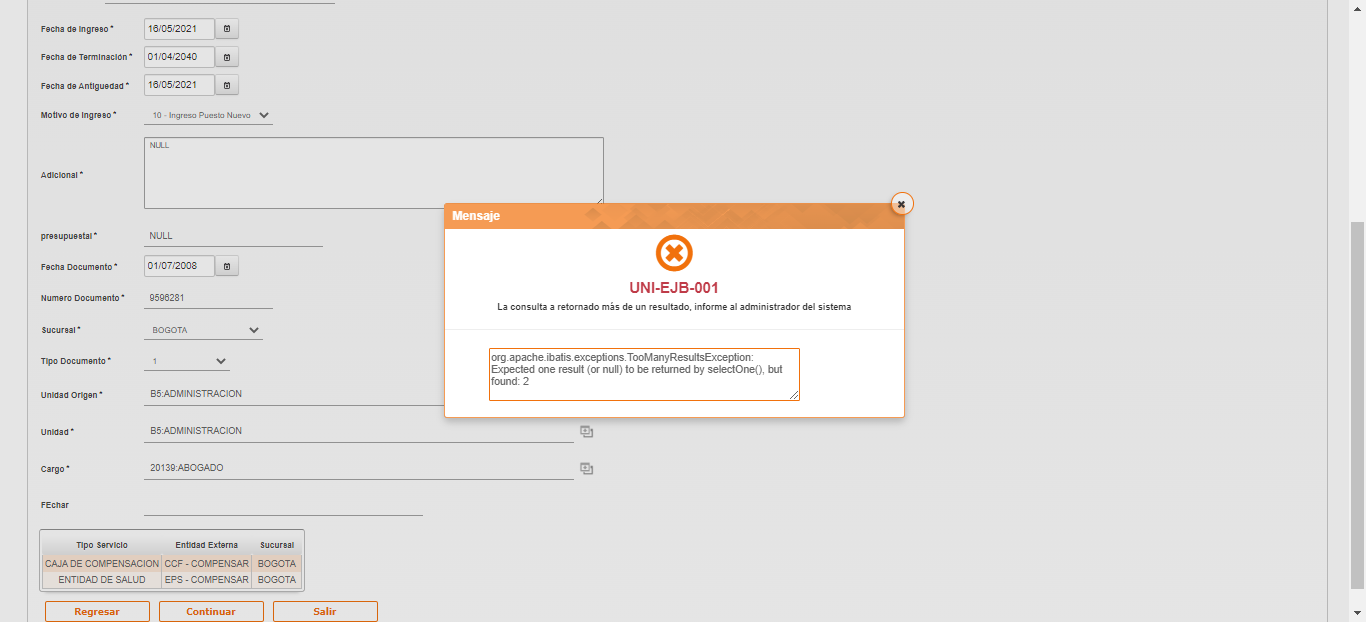 Fecha de Ingreso * 16/05/2021
Fecha de Terminación * 01/04/2040
Fecha de Antiguedad * 16/05/2021
Motivo de Ingreso * 10 - Ingreso Puesto Nuevo
Adicional * NULL
presupuestal * NULL
Fecha Documento * 01/07/2008
Numero Documento * 9596281
Sucursal * BOGOTA
Tipo Documento * 1
Unidad Origen * B5:ADMINISTRACION
Unidad * B5:ADMINISTRACION
Cargo * 20139:ABOGADO
FEchar
Tipo Servicio Entidad Externa Sucursal
CAJA DE COMPENSACION CCF - COMPENSAR BOGOTA
ENTIDAD DE SALUD EPS - COMPENSAR BOGOTA
Regresar Continuar Salir
Mensaje
UNI-EJB-001
La consulta a retornado más de un resultado, informe al administrador del sistema
org.apache.ibatis.exceptions.TooManyResultsException:
Expected one result (or null) to be returned by selectOne(), but
found: 2